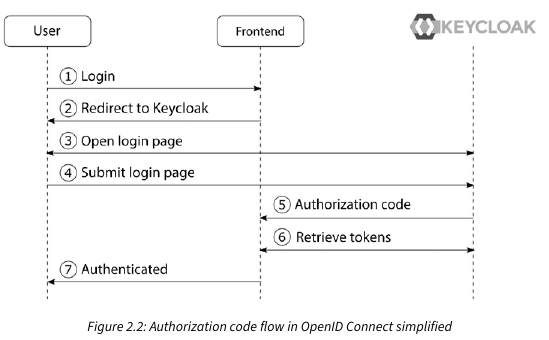 User
Frontend
KEYCLOAK
1 Login
2 Redirect to Keycloak
3 Open login page
4 Submit login page
5 Authorization code
6 Retrieve tokens
7 Authenticated
Figure 2.2: Authorization code flow in OpenID Connect simplified